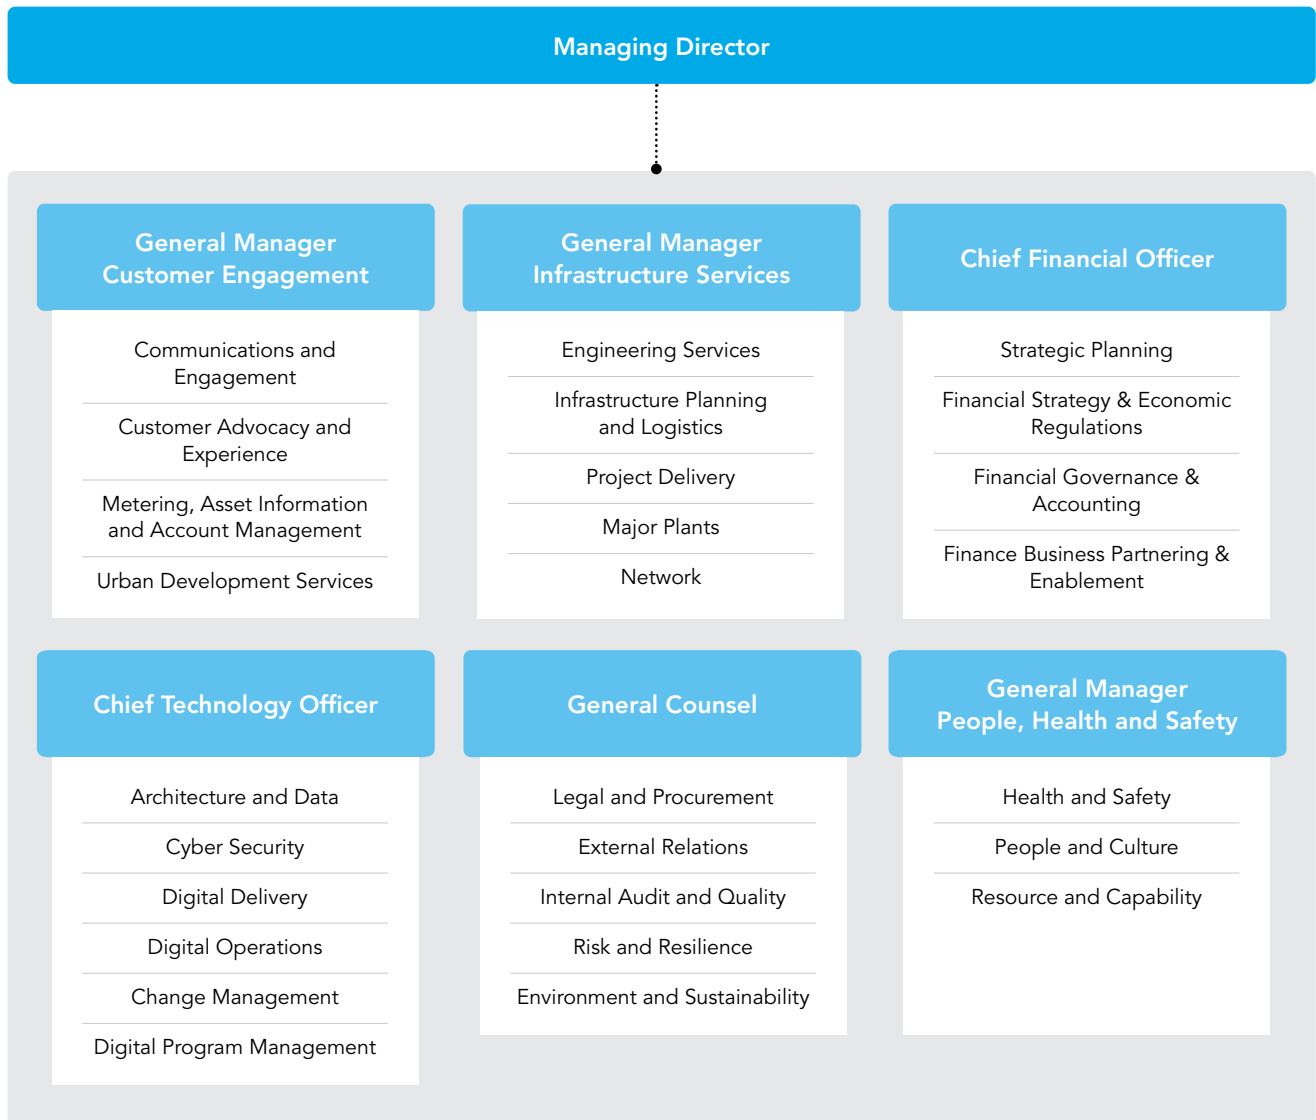 Managing Director
General Manager
Customer Engagement
Communications and
Engagement
Customer Advocacy and
Experience
Metering, Asset Information
and Account Management
Urban Development Services
General Manager
Infrastructure Services
Engineering Services
Infrastructure Planning
and Logistics
Project Delivery
Major Plants
Network
Chief Financial Officer
Strategic Planning
Financial Strategy & Economic
Regulations
Financial Governance &
Accounting
Finance Business Partnering &
Enablement
Chief Technology Officer
Architecture and Data
Cyber Security
Digital Delivery
Digital Operations
Change Management
Digital Program Management
General Counsel
Legal and Procurement
External Relations
Internal Audit and Quality
Risk and Resilience
Environment and Sustainability
General Manager
People, Health and Safety
Health and Safety
People and Culture
Resource and Capability